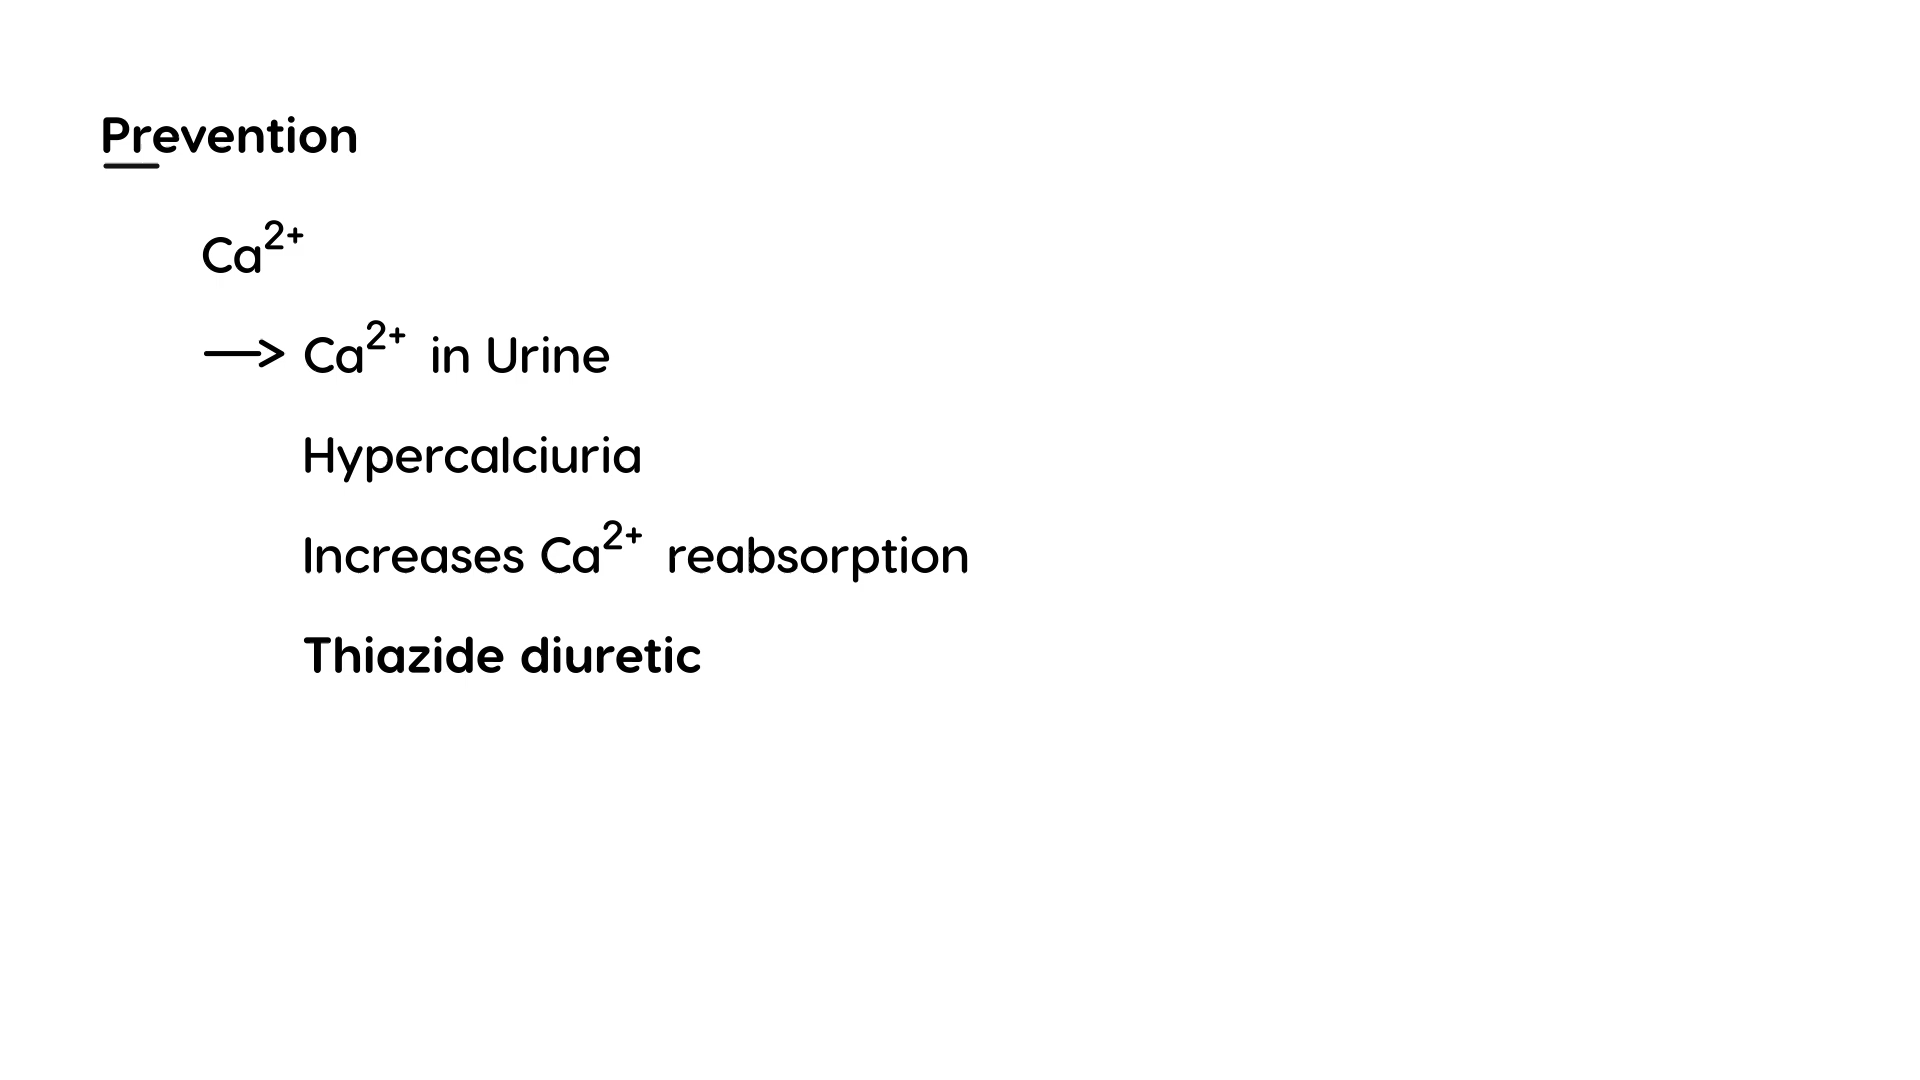 Prevention
Ca²⁺
→ Ca²⁺ in Urine
Hypercalciuria
Increases Ca²⁺ reabsorption
Thiazide diuretic